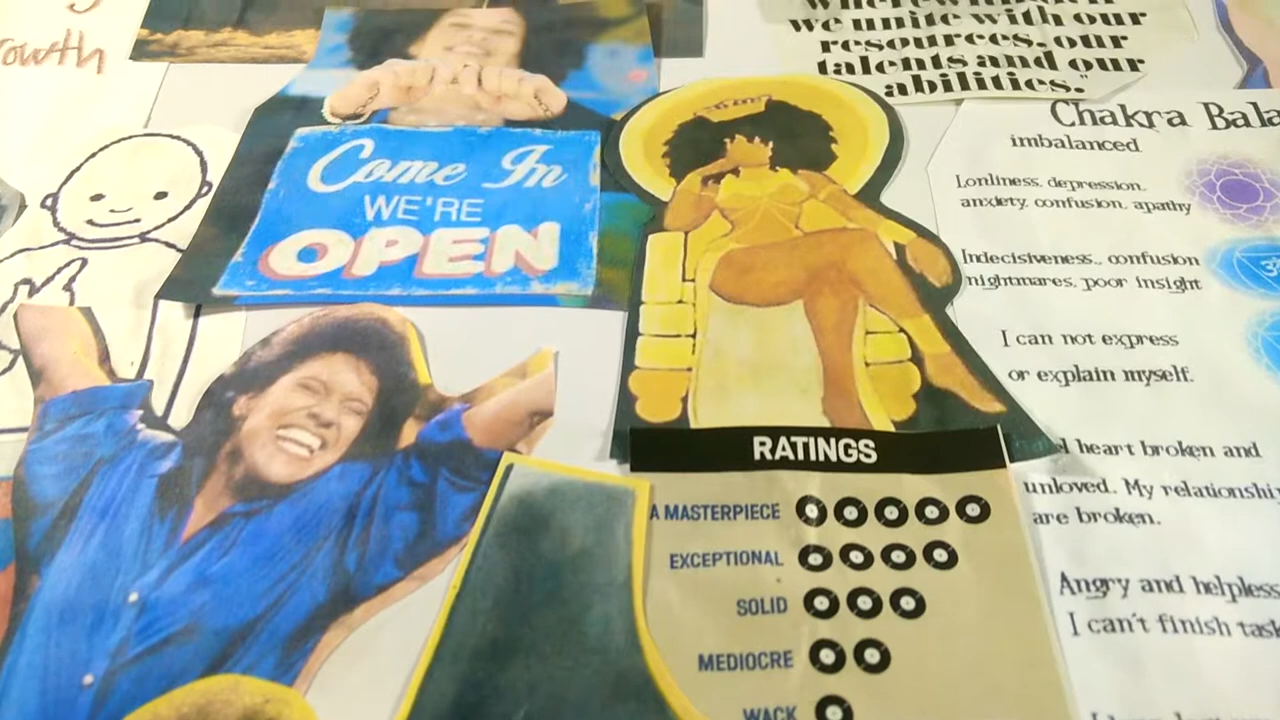 rowth
we unite with our
resources, our
talents and our
abilities."
Come In
WE'RE
OPEN
Chakra Bala
imbalanced
Lonliness, depression,
anxiety, confusion, apathy
Indecisiveness., confusion
nightmares, poor insight
I can not express
or explain myself.
heart broken and
unloved. My relationshi
are broken.
Angry and helpless
I can't finish task
RATINGS
A MASTERPIECE
EXCEPTIONAL
SOLID
MEDIOCRE
WACK